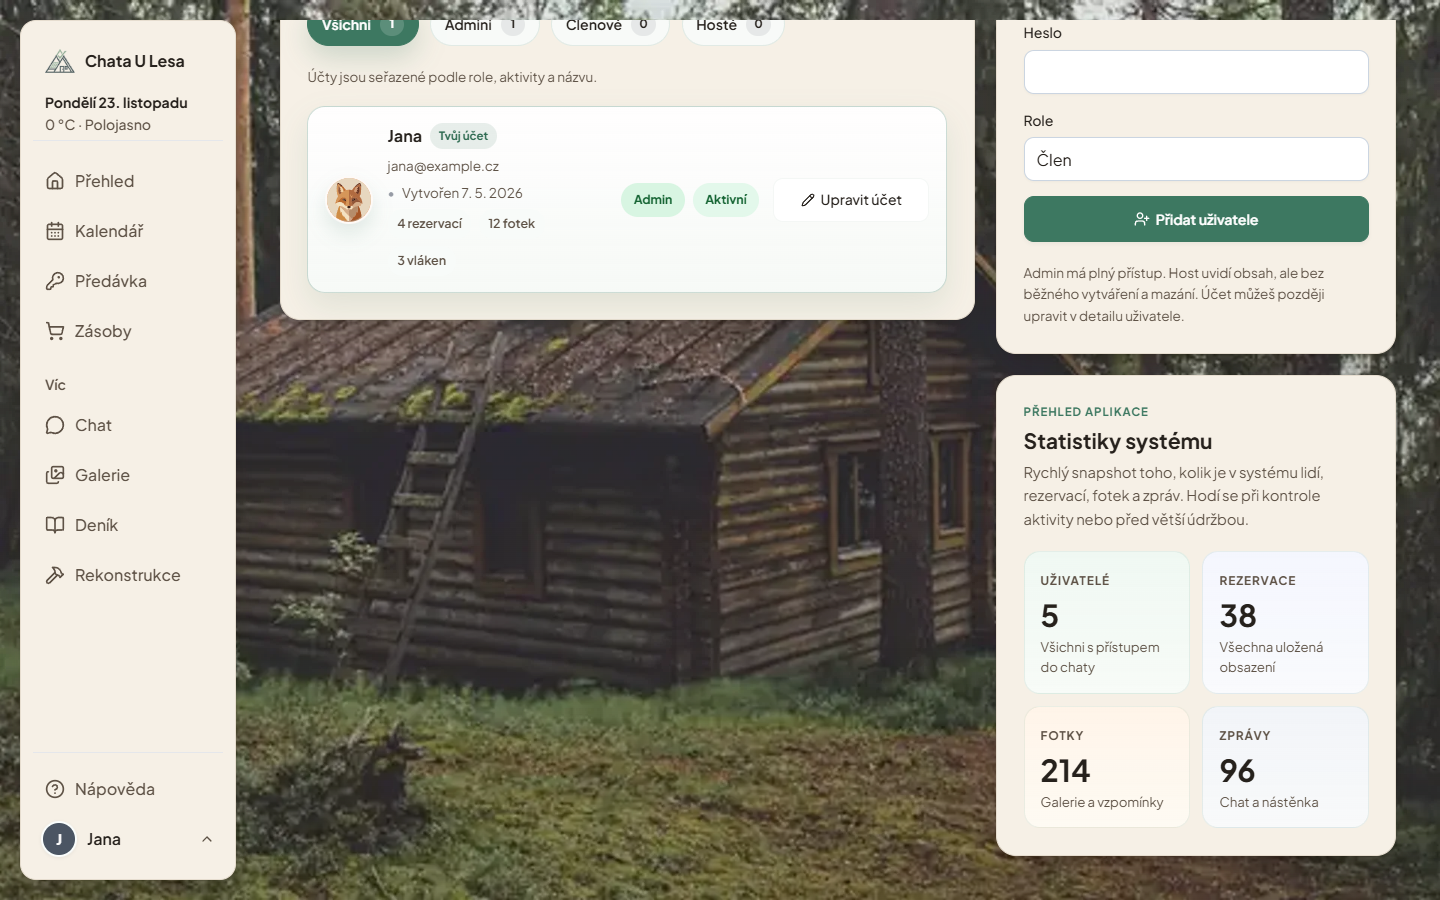 Chata U Lesa
Pondělí 23. listopadu
0 °C · Polojasno
Přehled
Kalendář
Předávka
Zásoby
Víc
Chat
Galerie
Deník
Rekonstrukce
Nápověda
J Jana
Všichni 1 Admini 1 Členové 0 Hosté 0
Účty jsou seřazené podle role, aktivity a názvu.
Jana Tvůj účet
jana@example.cz
• Vytvořen 7. 5. 2026
4 rezervací 12 fotek
3 vláken
Admin Aktivní Upravit účet
Heslo
Role
Člen
Přidat uživatele
Admin má plný přístup. Host uvidí obsah, ale bez
běžného vytváření a mazání. Účet můžeš později
upravit v detailu uživatele.
PŘEHLED APLIKACE
Statistiky systému
Rychlý snapshot toho, kolik je v systému lidí,
rezervací, fotek a zpráv. Hodí se při kontrole
aktivity nebo před větší údržbou.
UŽIVATELÉ
5
Všichni s přístupem
do chaty
REZERVACE
38
Všechna uložená
obsazení
FOTKY
214
Galerie a vzpomínky
ZPRÁVY
96
Chat a nástěnka